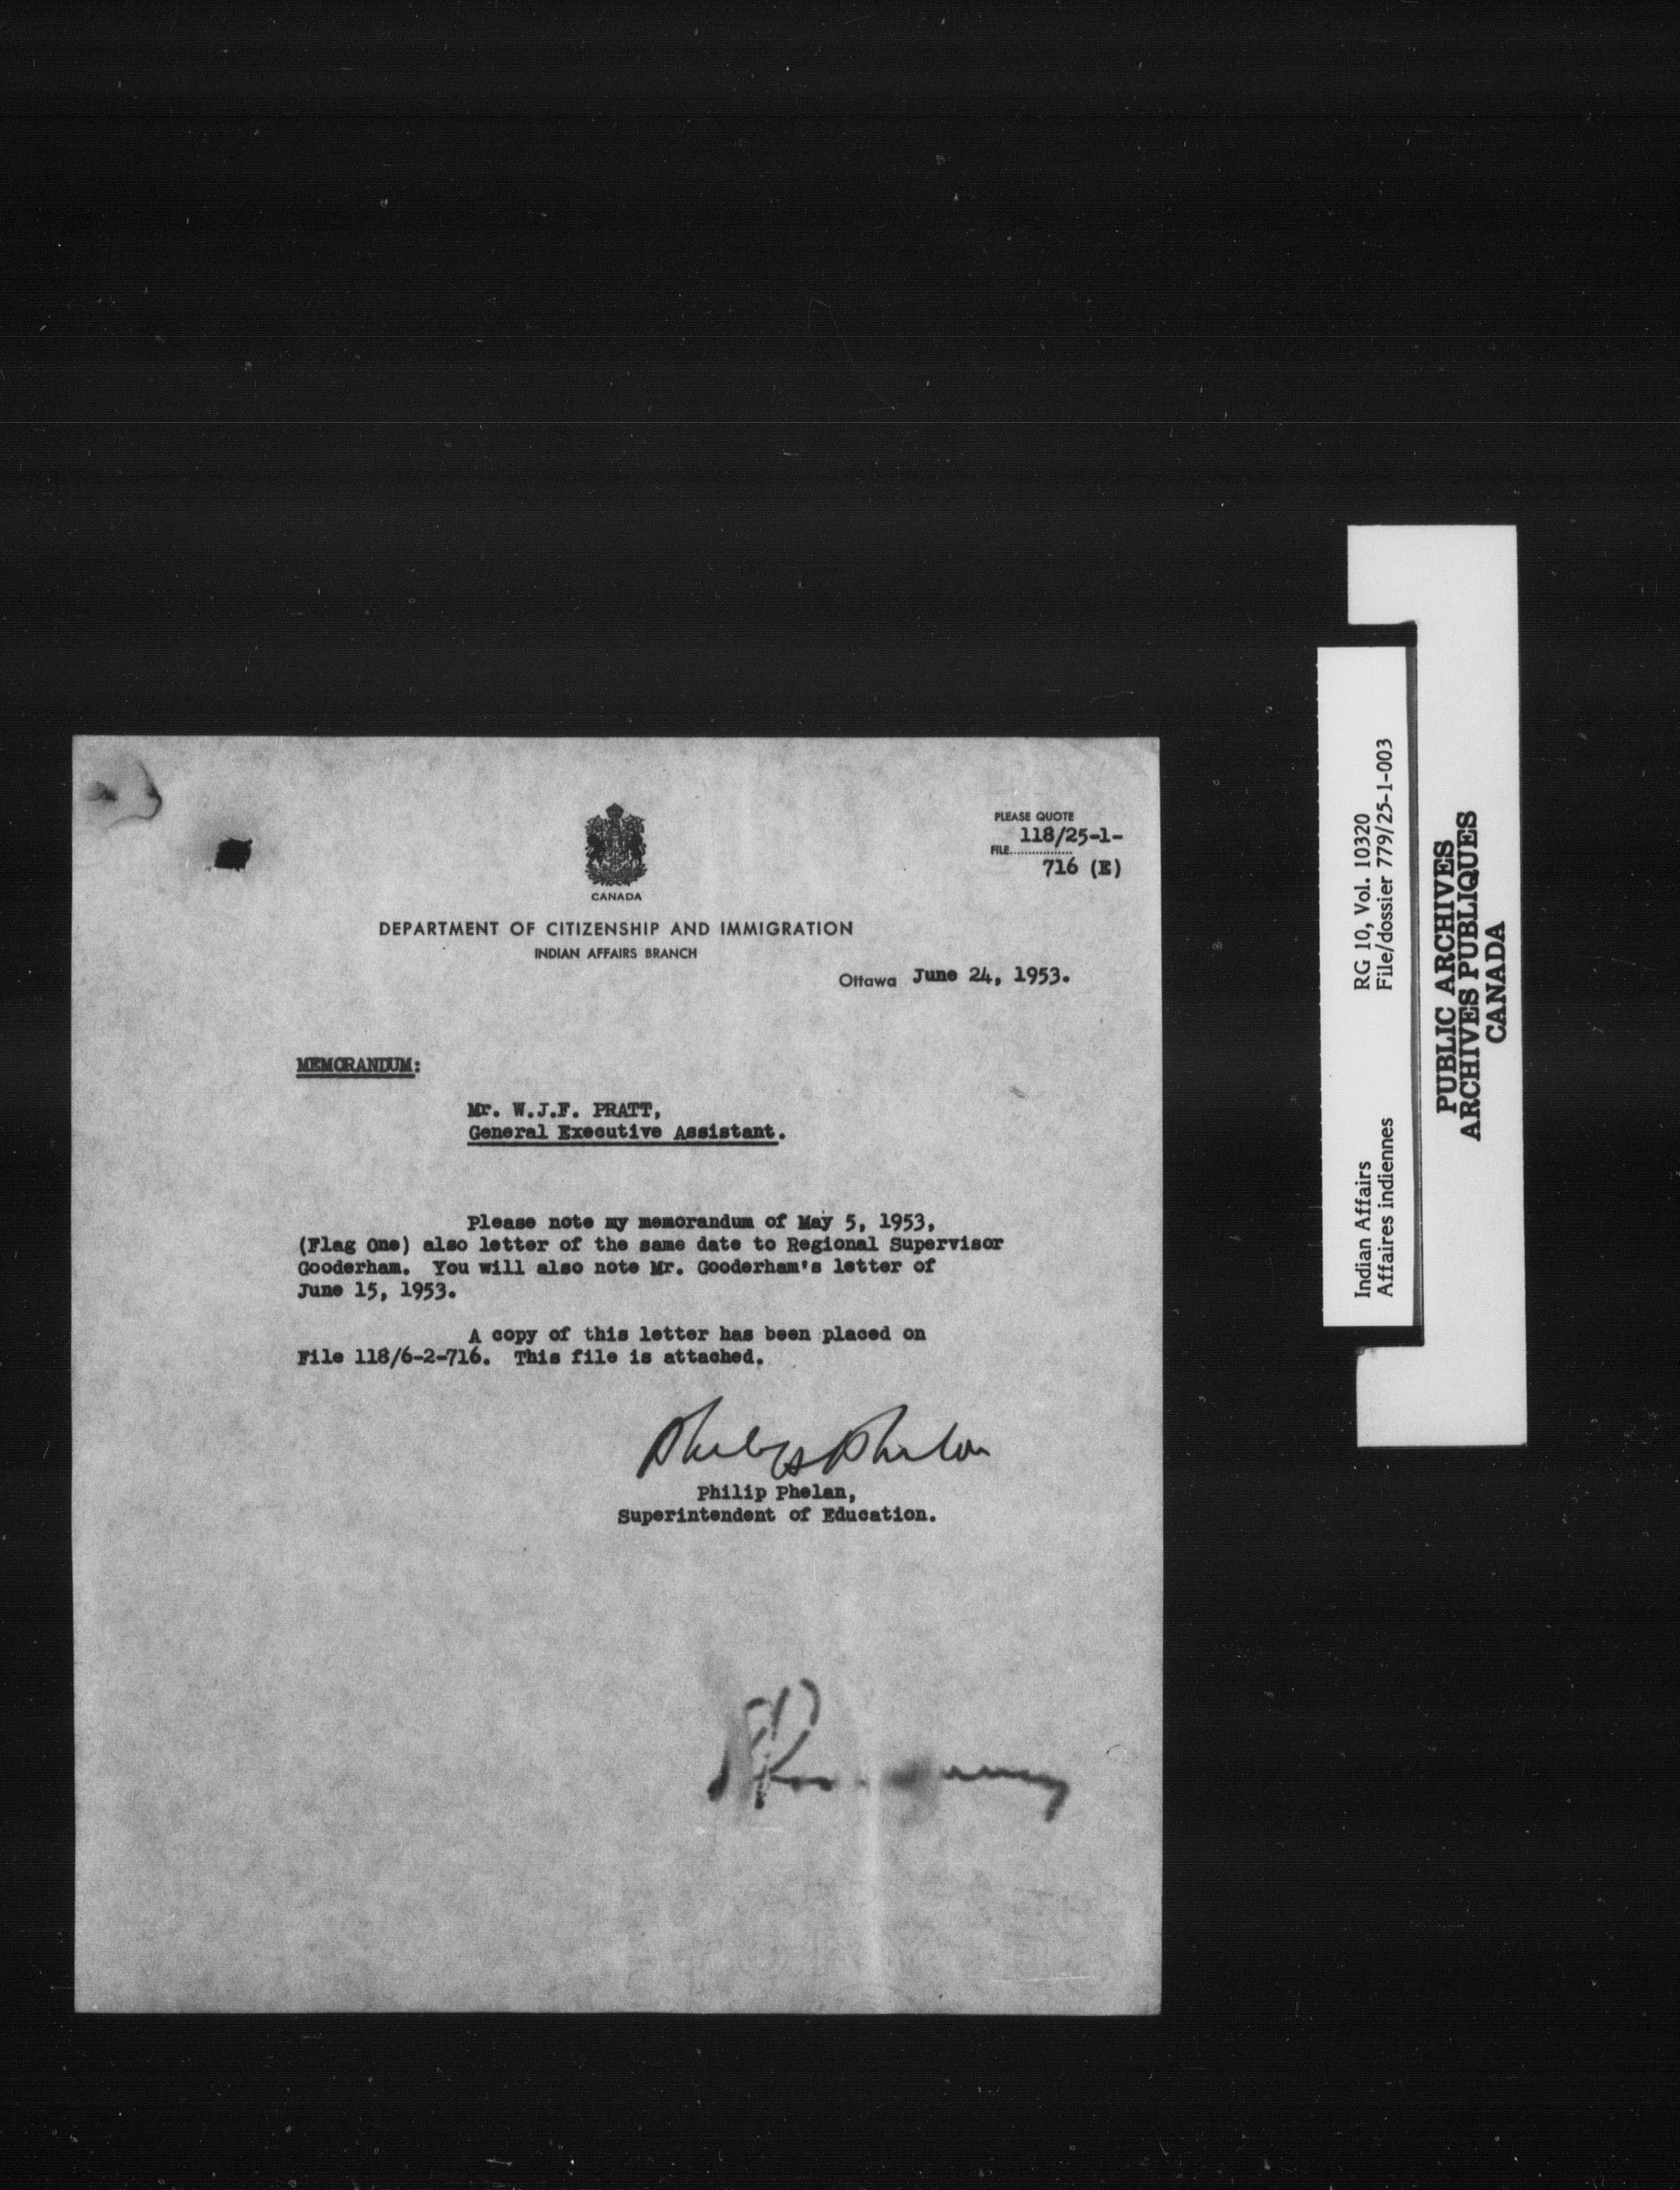 PLEASE QUOTE
118/25-1-
FILE................
716 (E)
CANADA
DEPARTMENT OF CITIZENSHIP AND IMMIGRATION
INDIAN AFFAIRS BRANCH
Ottawa June 24, 1953.
MEMORANDUM:
Mr. W.J.F. PRATT,
General Executive Assistant.
Please note my memorandum of May 5, 1953,
(Flag One) also letter of the same date to Regional Supervisor
Gooderham. You will also note Mr. Gooderham's letter of
June 15, 1953.
A copy of this letter has been placed on
File 118/6-2-716. This file is attached.
Philip Phelan
Philip Phelan,
Superintendent of Education.
Indian Affairs RG 10, Vol. 10320
Affaires indiennes File/dossier 779/25-1-003
PUBLIC ARCHIVES
ARCHIVES PUBLIQUES
CANADA